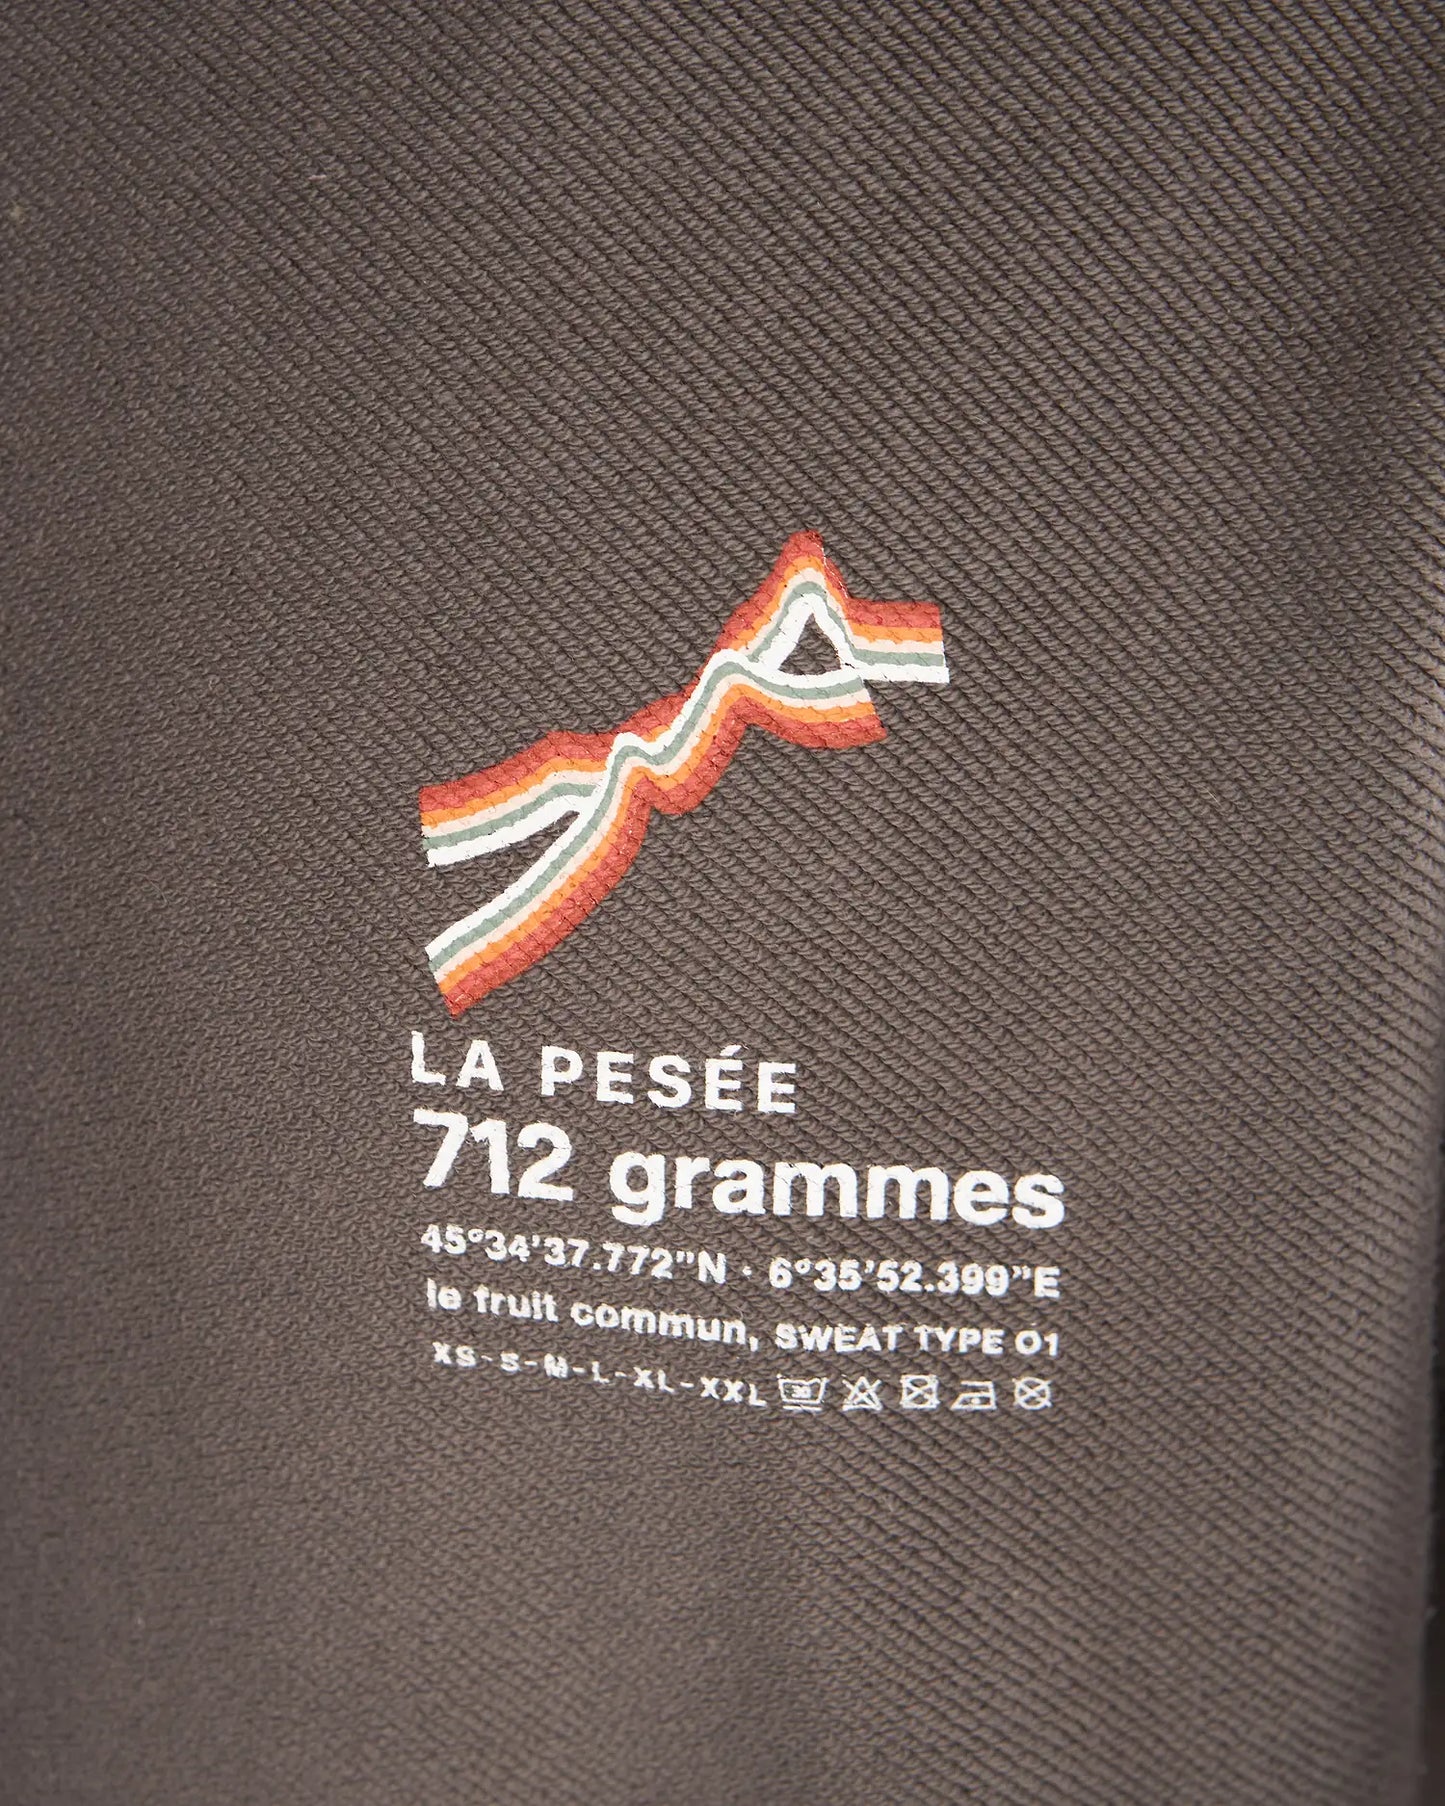 LA PESÉE
712 grammes
45°34'37.772"N · 6°35'52.399"E
le fruit commun, SWEAT TYPE 01
XS-S-M-L-XL-XXL 30